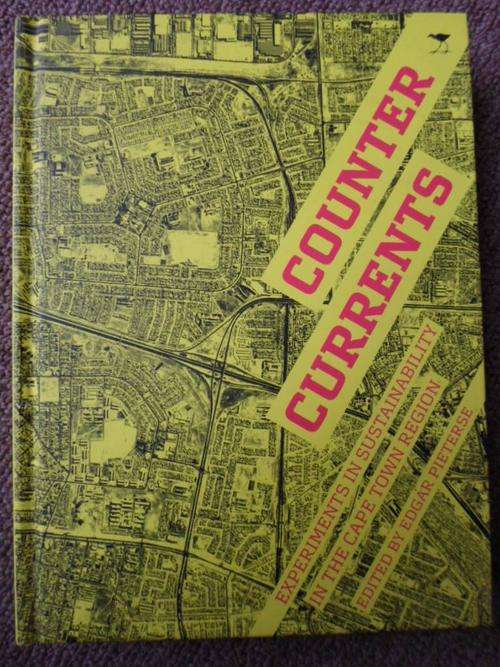 COUNTER
CURRENTS
EXPERIMENTS IN SUSTAINABILITY
IN THE CAPE TOWN REGION
EDITED BY EDGAR PIETERSE